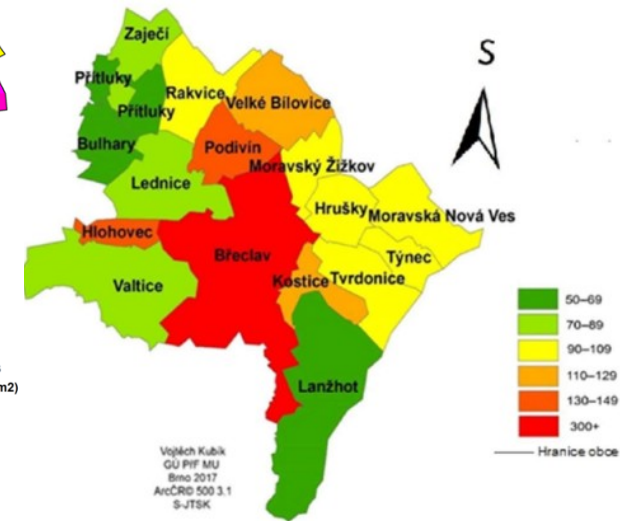 Zaječí
S
Přítluky
Rakvice
Velké Bílovice
Přítluky
Bulhary
Podivín
Moravský Žižkov
Lednice
Hrušky
Moravská Nová Ves
Hlohovec
Břeclav
Týnec
Kostice
Tvrdonice
Valtice
50–69
70–89
90–109
110–129
130–149
300+
Hranice obce
m2)
Lanžhot
Vojtěch Kubík
GÚ PřF MU
Brno 2017
ArcČR© 500 3.1
S-JTSK